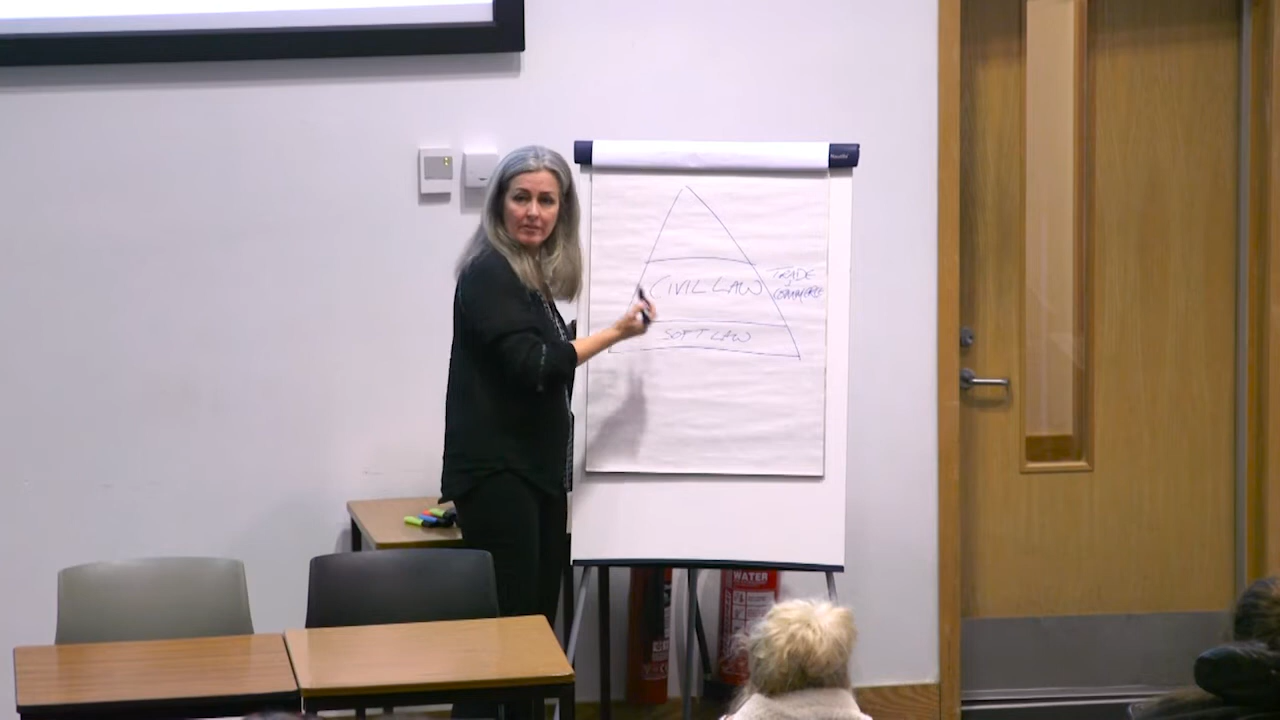 CIVIL LAW
TRADE
+
COMMERCE
SOFT LAW
WATER